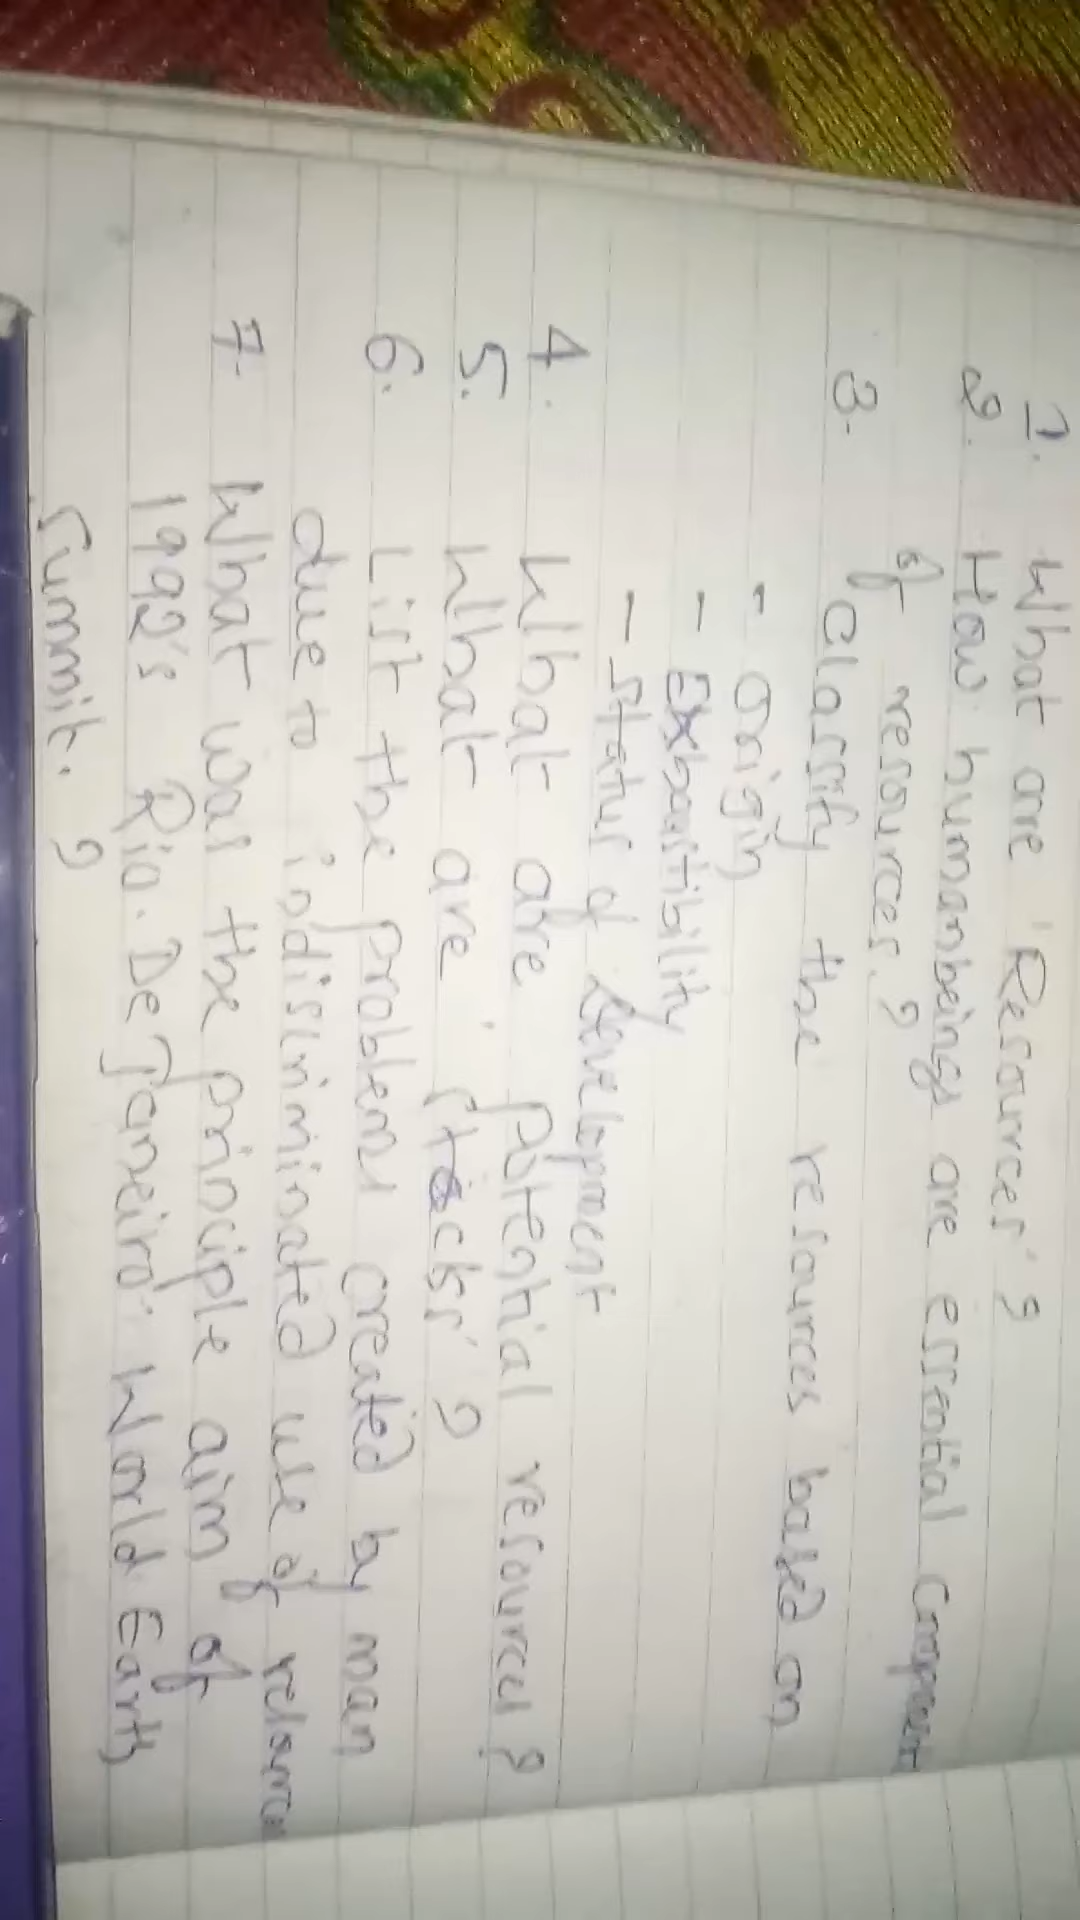 1. What are 'Resources' ?
2. How humanbeings are essential component
of resources ?
3. Classify the resources based on
- Origin
- Exhaustibility
- Status of Development
4. What are Potential resources ?
5. What are 'stocks' ?
6. List the problems created by man
due to indiscriminated use of resource
7. What was the principle aim of
1992's Rio. De Janeiro. World Earth
Summit. ?